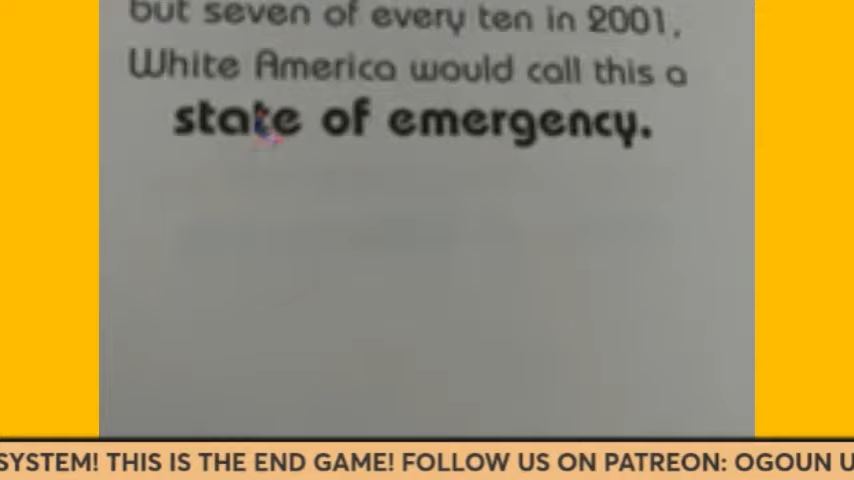 but seven of every ten in 2001,
White America would call this a
state of emergency.
SYSTEM! THIS IS THE END GAME! FOLLOW US ON PATREON: OGOUN U